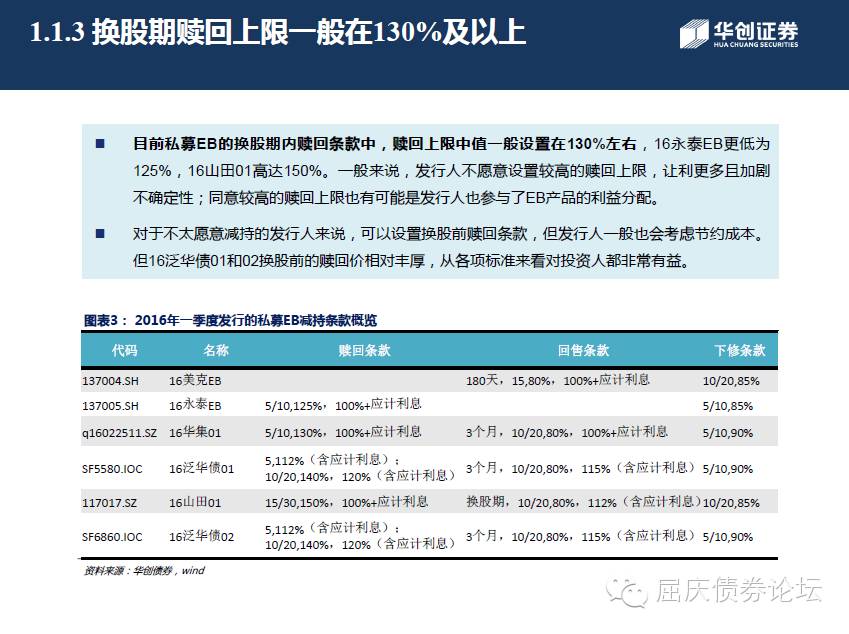 1.1.3 换股期赎回上限一般在130%及以上
华创证券
HUA CHUANG SECURITIES
■ 目前私募EB的换股期内赎回条款中，赎回上限中值一般设置在130%左右，16永泰EB更低为
125%，16山田01高达150%。一般来说，发行人不愿意设置较高的赎回上限，让利更多且加剧
不确定性；同意较高的赎回上限也有可能是发行人也参与了EB产品的利益分配。
■ 对于不太愿意减持的发行人来说，可以设置换股前赎回条款，但发行人一般也会考虑节约成本。
但16泛华债01和02换股前的赎回价相对丰厚，从各项标准来看对投资人都非常有益。
图表3： 2016年一季度发行的私募EB减持条款概览
代码 名称 赎回条款 回售条款 下修条款
137004.SH 16美克EB 180天，15,80%，100%+应计利息 10/20,85%
137005.SH 16永泰EB 5/10,125%，100%+应计利息 5/10,85%
q16022511.SZ 16华集01 5/10,130%，100%+应计利息 3个月，10/20,80%，100%+应计利息 5/10,90%
SF5580.IOC 16泛华债01 5,112%（含应计利息）；
10/20,140%，120%（含应计利息） 3个月，10/20,80%，115%（含应计利息） 5/10,90%
117017.SZ 16山田01 15/30,150%，100%+应计利息 换股期，10/20,80%，112%（含应计利息） 10/20,85%
SF6860.IOC 16泛华债02 5,112%（含应计利息）；
10/20,140%，120%（含应计利息） 3个月，10/20,80%，115%（含应计利息） 5/10,90%
资料来源：华创债券，wind
屈庆债券论坛